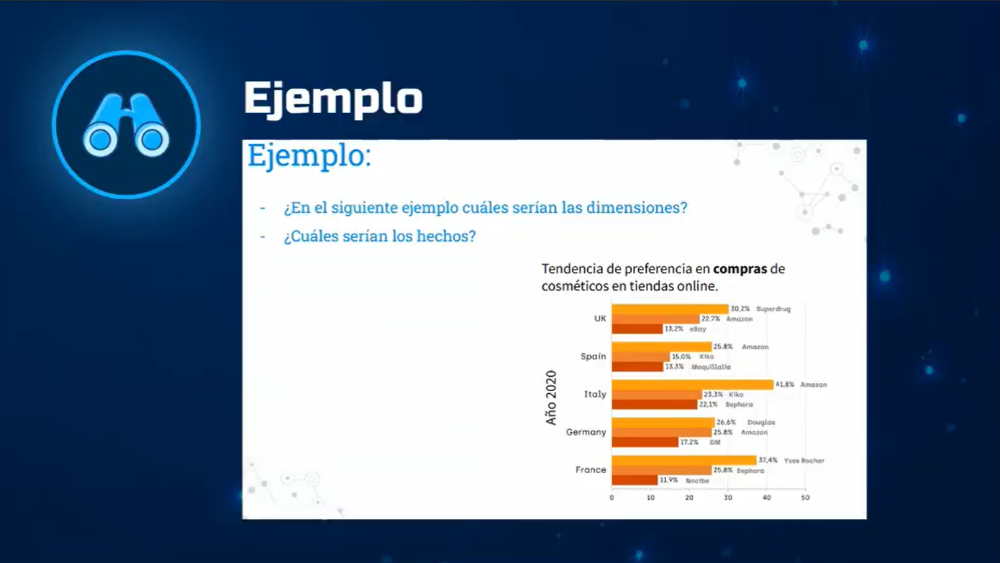 Ejemplo
Ejemplo:
- ¿En el siguiente ejemplo cuáles serían las dimensiones?
- ¿Cuáles serían los hechos?
Tendencia de preferencia en compras de
cosméticos en tiendas online.
Año 2020
UK
30,2% Superdrug
22,7% Amazon
13,2% eBay
Spain
25,8% Amazon
15,0% Kiko
13,3% Maquillalia
Italy
41,8% Amazon
23,3% Kiko
22,1% Sephora
Germany
26,6% Douglas
25,8% Amazon
17,2% DM
France
37,4% Yves Rocher
25,8% Sephora
11,9% Nocibe
0 10 20 30 40 50